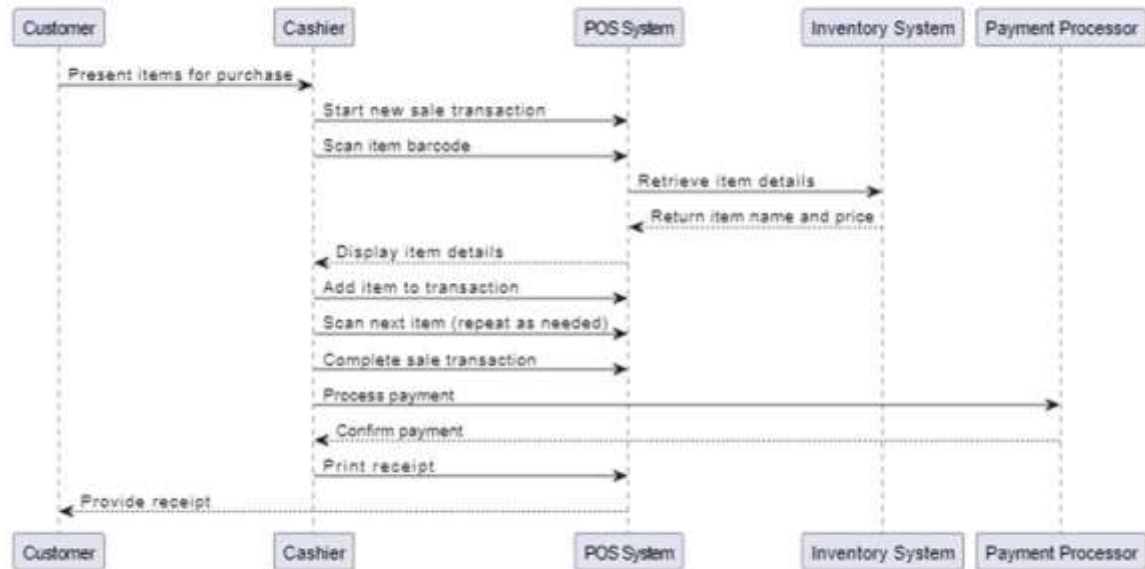 Customer
Cashier
POS System
Inventory System
Payment Processor
Present items for purchase
Start new sale transaction
Scan item barcode
Retrieve item details
Return item name and price
Display item details
Add item to transaction
Scan next item (repeat as needed)
Complete sale transaction
Process payment
Confirm payment
Print receipt
Provide receipt
Customer
Cashier
POS System
Inventory System
Payment Processor